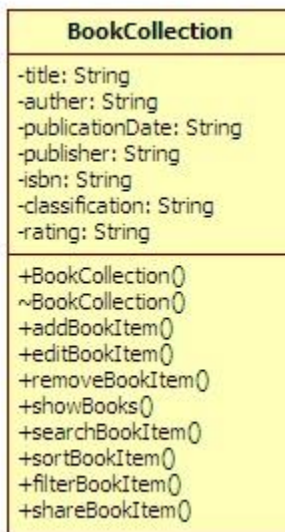 BookCollection
-title: String
-auther: String
-publicationDate: String
-publisher: String
-isbn: String
-classification: String
-rating: String
+BookCollection()
~BookCollection()
+addBookItem()
+editBookItem()
+removeBookItem()
+showBooks()
+searchBookItem()
+sortBookItem()
+filterBookItem()
+shareBookItem()